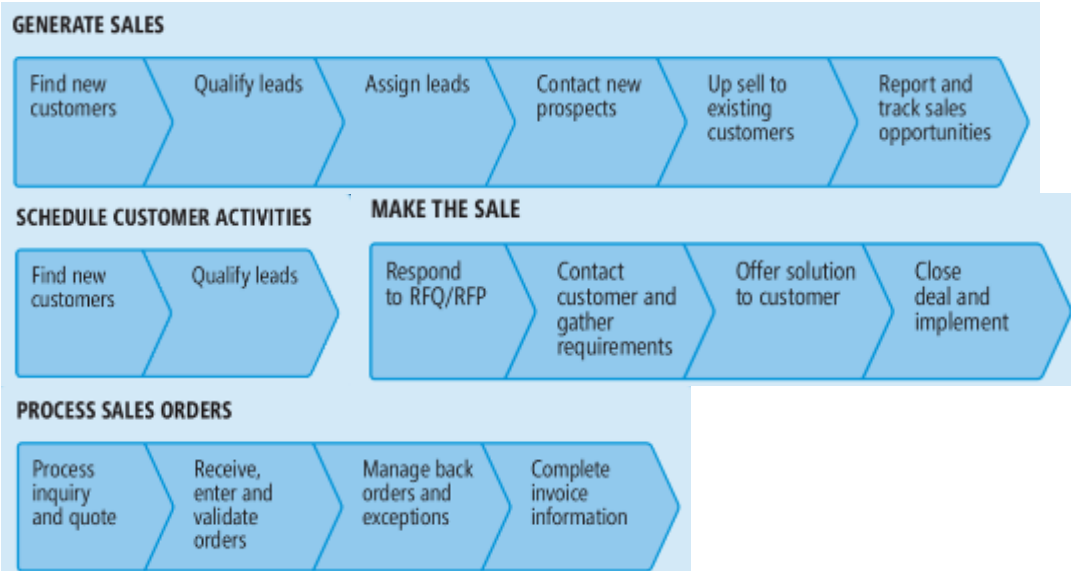 GENERATE SALES
Find new
customers
Qualify leads
Assign leads
Contact new
prospects
Up sell to
existing
customers
Report and
track sales
opportunities
SCHEDULE CUSTOMER ACTIVITIES
Find new
customers
Qualify leads
MAKE THE SALE
Respond
to RFQ/RFP
Contact
customer and
gather
requirements
Offer solution
to customer
Close
deal and
implement
PROCESS SALES ORDERS
Process
inquiry
and quote
Receive,
enter and
validate
orders
Manage back
orders and
exceptions
Complete
invoice
information